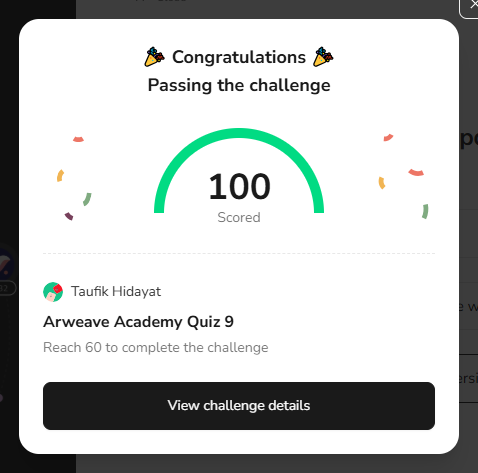 Congratulations
Passing the challenge
100
Scored
Taufik Hidayat
Arweave Academy Quiz 9
Reach 60 to complete the challenge
View challenge details